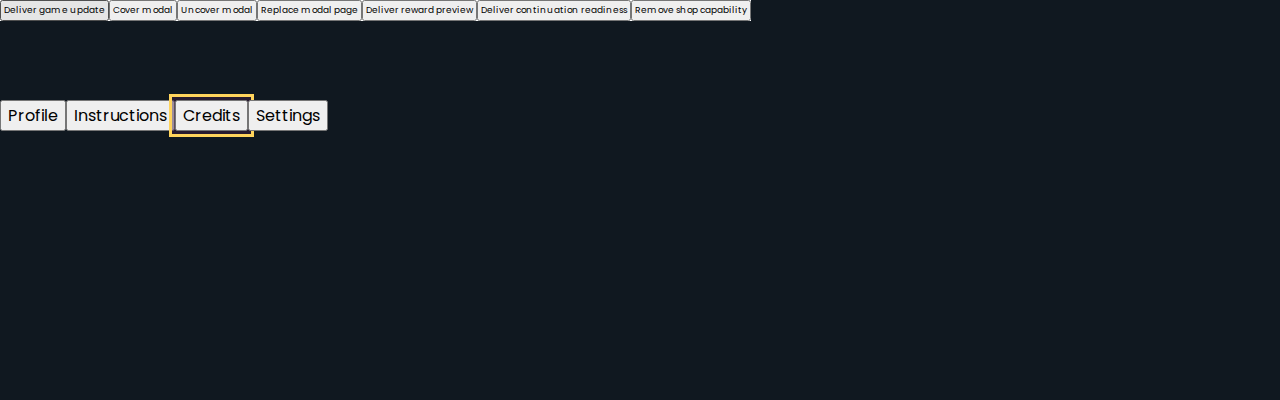 Deliver game update Cover modal Uncover modal Replace modal page Deliver reward preview Deliver continuation readiness Remove shop capability
Profile Instructions Credits Settings